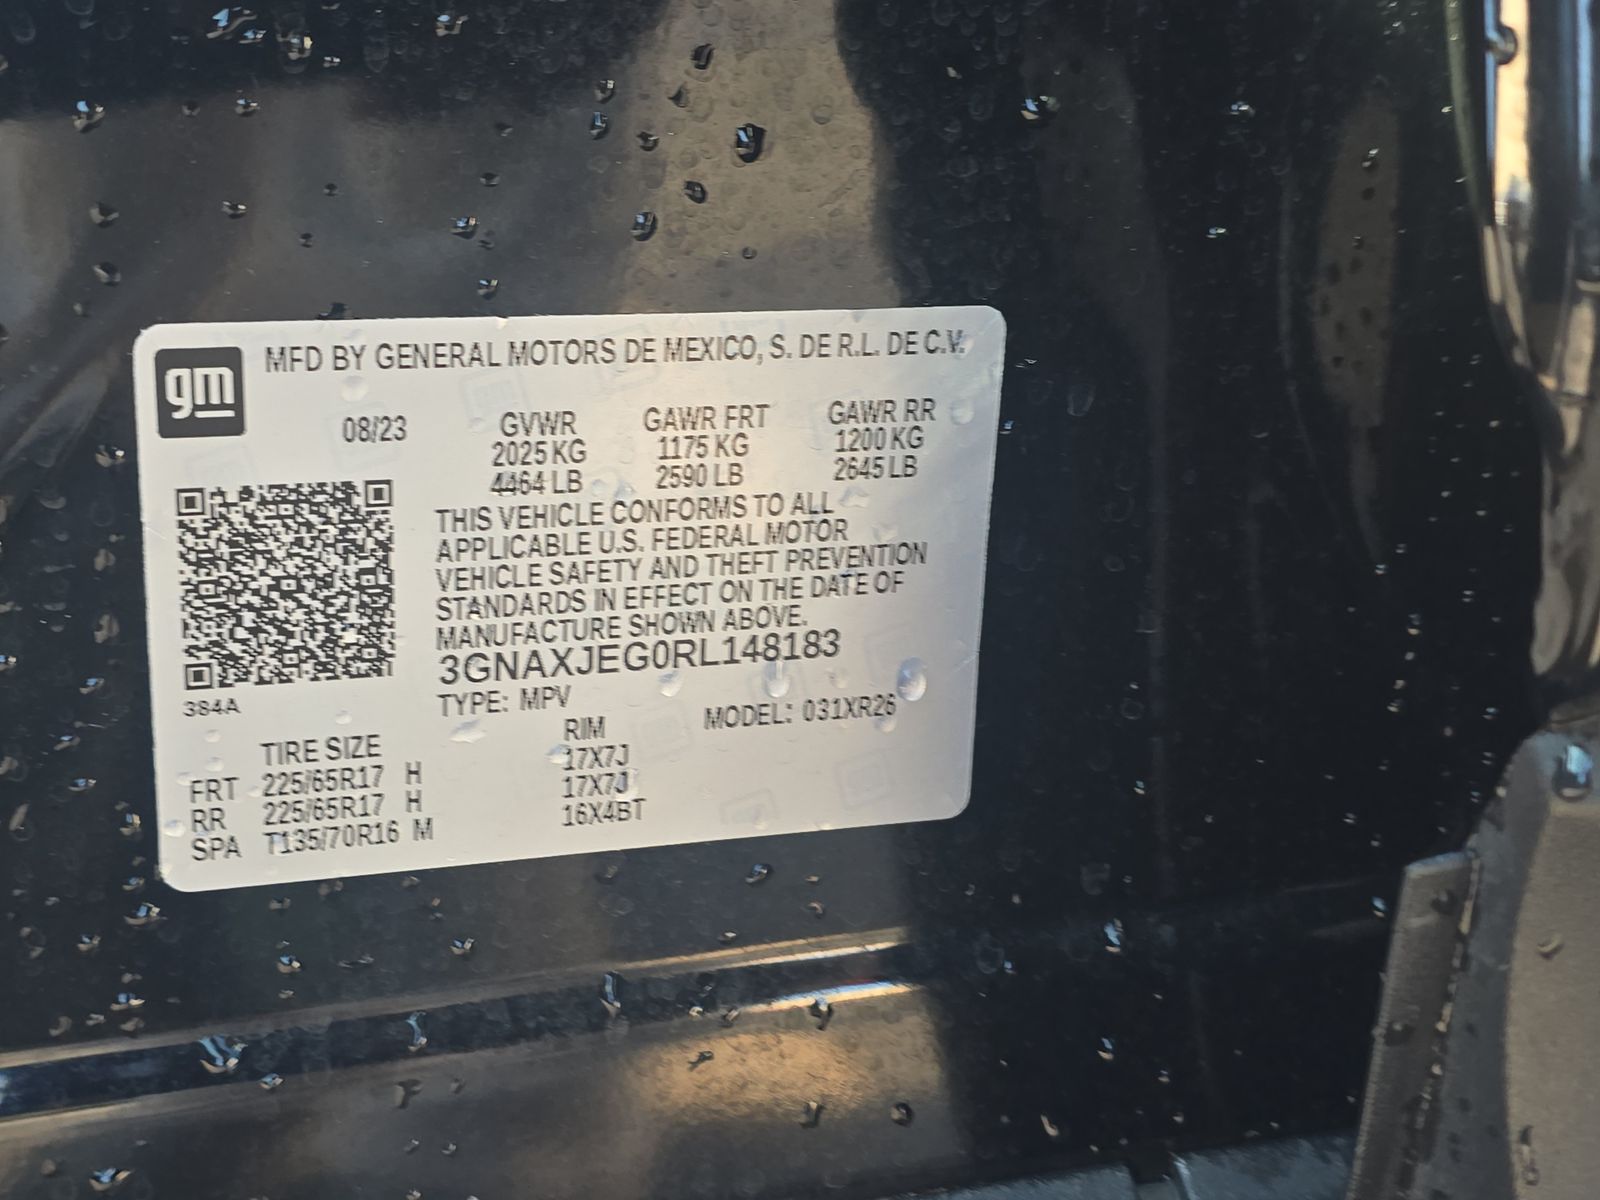 gm
MFD BY GENERAL MOTORS DE MEXICO, S. DE R.L. DE C.V.
08/23 GVWR GAWR FRT GAWR RR
2025 KG 1175 KG 1200 KG
4464 LB 2590 LB 2645 LB
THIS VEHICLE CONFORMS TO ALL
APPLICABLE U.S. FEDERAL MOTOR
VEHICLE SAFETY AND THEFT PREVENTION
STANDARDS IN EFFECT ON THE DATE OF
MANUFACTURE SHOWN ABOVE.
3GNAXJEG0RL148183
384A
TYPE: MPV MODEL: 031XR26
TIRE SIZE RIM
FRT 225/65R17 H 17X7J
RR 225/65R17 H 17X7J
SPA T135/70R16 M 16X4BT